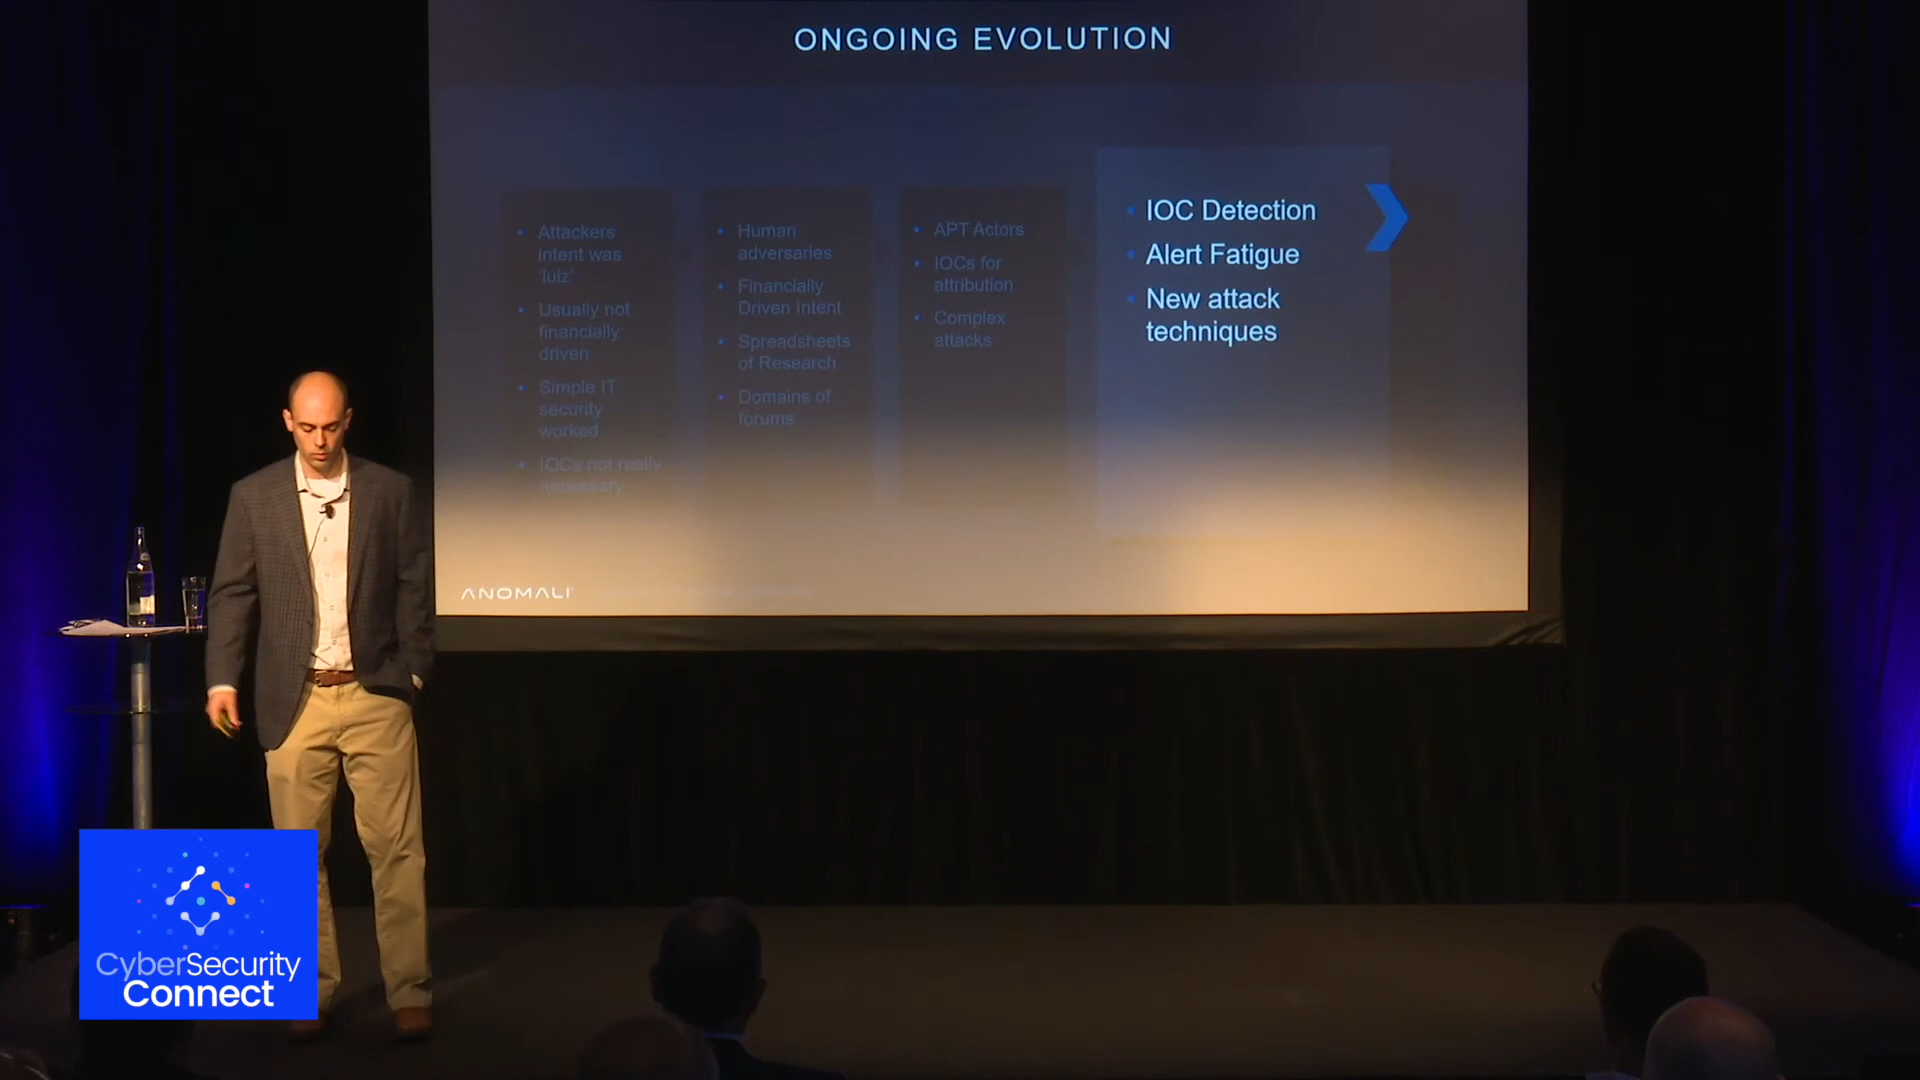 ONGOING EVOLUTION
Attackers
intent was
'lulz'
Usually not
financially
driven
Simple IT
security
worked
IOCs not really
necessary
Human
adversaries
Financially
Driven Intent
Spreadsheets
of Research
Domains of
forums
APT Actors
IOCs for
attribution
Complex
attacks
IOC Detection
Alert Fatigue
New attack
techniques
ANOMALI
CyberSecurity
Connect